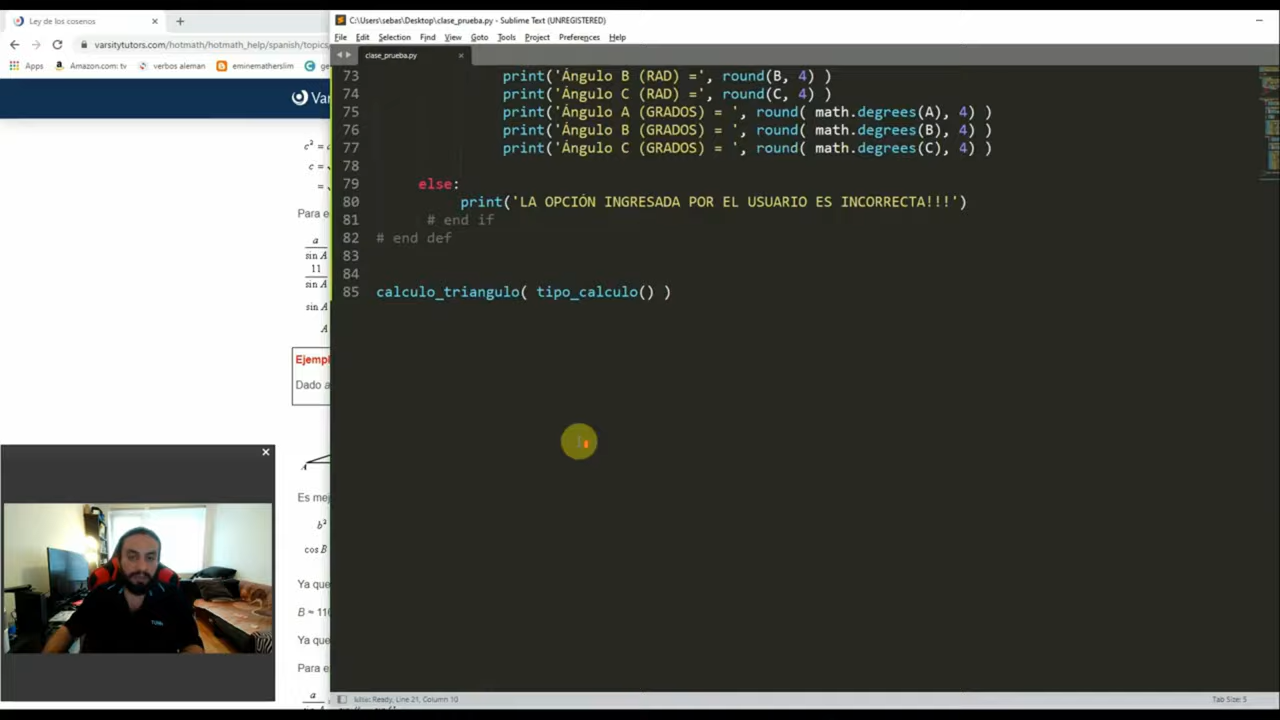 Ley de los cosenos
C:\Users\sebas\Desktop\clase_prueba.py - Sublime Text (UNREGISTERED)
varsitytutors.com/hotmath/hotmath_help/spanish/topics/
File Edit Selection Find View Goto Tools Project Preferences Help
Apps Amazon.com: tv verbos aleman eminemathers lim ge
clase_prueba.py
Var
73 print('Ángulo B (RAD) =', round(B, 4) )
74 print('Ángulo C (RAD) =', round(C, 4) )
75 print('Ángulo A (GRADOS) = ', round( math.degrees(A), 4) )
76 print('Ángulo B (GRADOS) = ', round( math.degrees(B), 4) )
77 print('Ángulo C (GRADOS) = ', round( math.degrees(C), 4) )
78
79 else:
80 print('LA OPCIÓN INGRESADA POR EL USUARIO ES INCORRECTA!!!')
81 # end if
82 # end def
83
84
85 calculo_triangulo( tipo_calculo() )
c² =
c =
=
Para e
a
sin A
11
sin A
sin A
A
Ejempl
Dado a
A
Es mej
b²
cos B
Ya que
B ≈ 116
Ya que
Para e
a
Ready, Line 21, Column 10
Tab Size: 5